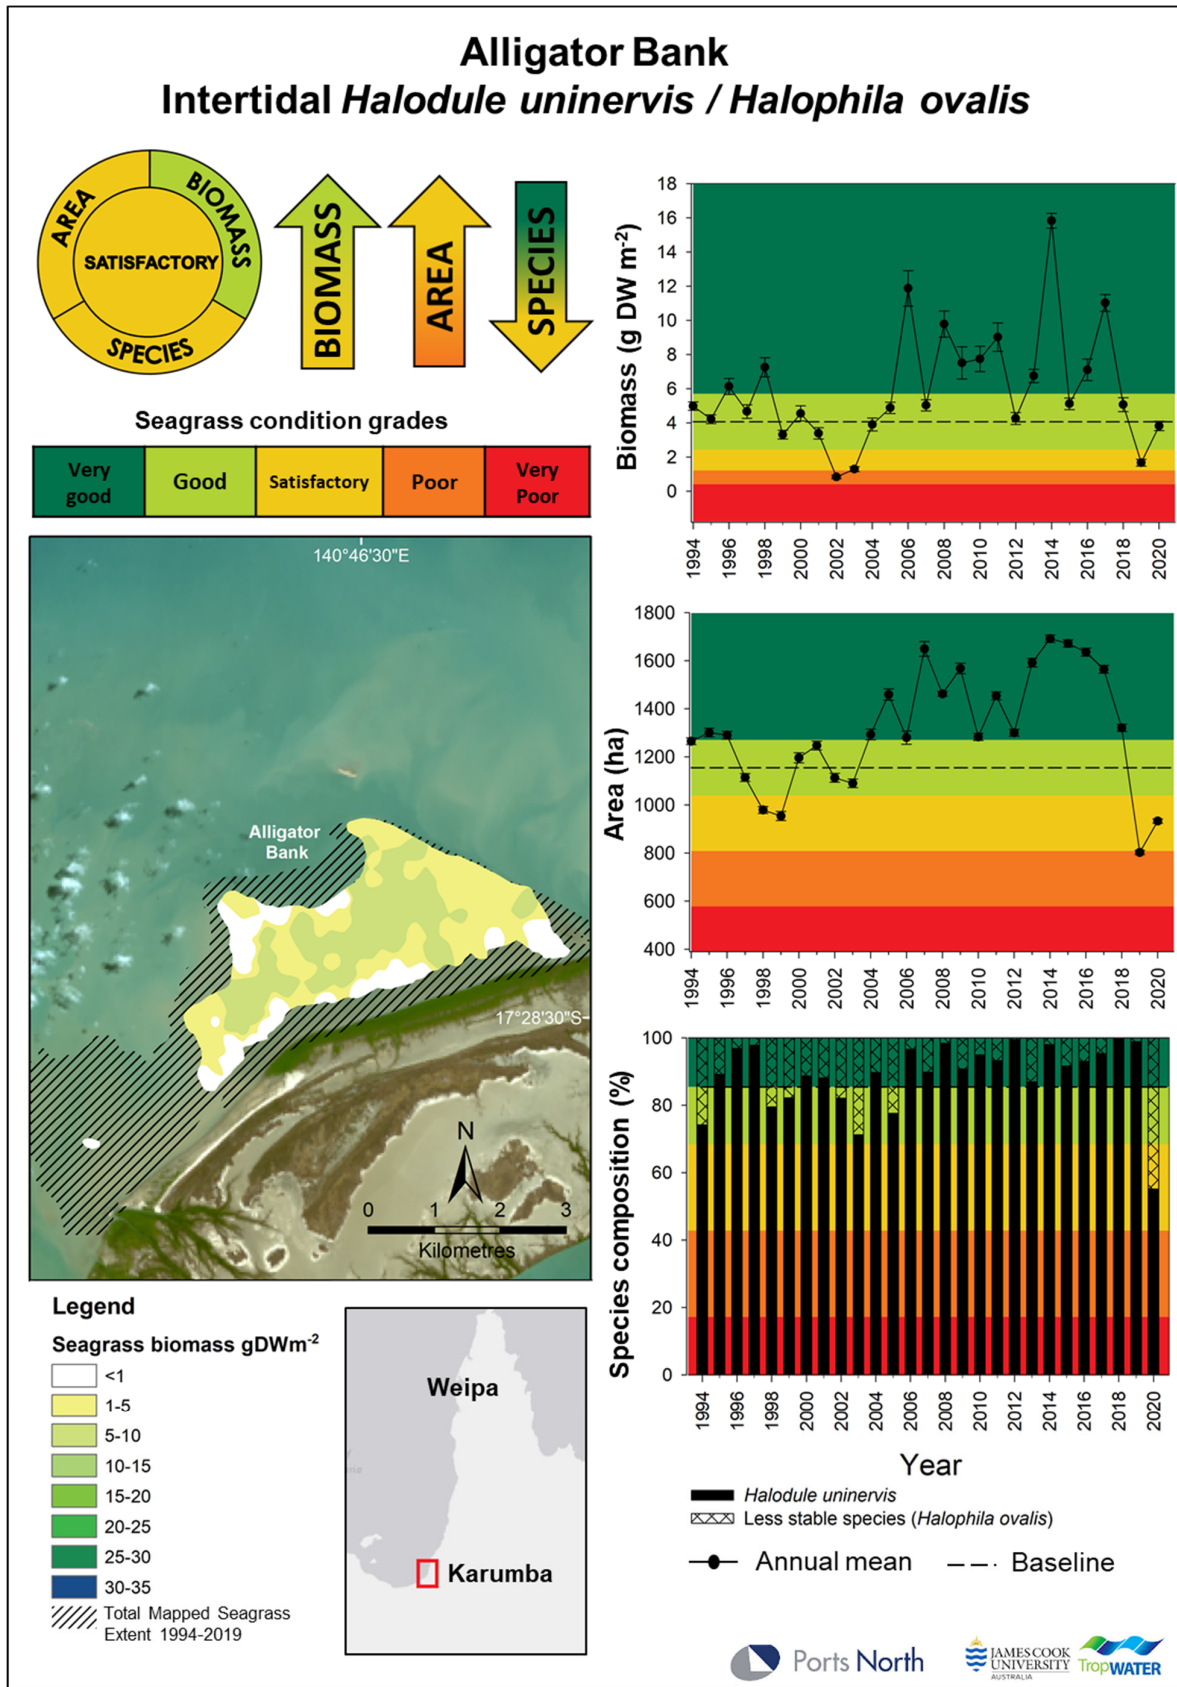 Alligator Bank
Intertidal Halodule uninervis / Halophila ovalis
AREA
BIOMASS
SATISFACTORY
SPECIES
BIOMASS
AREA
SPECIES
Seagrass condition grades
Very good
Good
Satisfactory
Poor
Very Poor
140°46'30"E
Alligator
Bank
17°28'30"S
N
0 1 2 3
Kilometres
Legend
Seagrass biomass gDWm-2
<1
1-5
5-10
10-15
15-20
20-25
25-30
30-35
Total Mapped Seagrass
Extent 1994-2019
Weipa
Karumba
Biomass (g DW m-2)
18
16
14
12
10
8
6
4
2
0
1994 1996 1998 2000 2002 2004 2006 2008 2010 2012 2014 2016 2018 2020
Area (ha)
1800
1600
1400
1200
1000
800
600
400
1994 1996 1998 2000 2002 2004 2006 2008 2010 2012 2014 2016 2018 2020
Species composition (%)
100
80
60
40
20
0
1994 1996 1998 2000 2002 2004 2006 2008 2010 2012 2014 2016 2018 2020
Year
Halodule uninervis
Less stable species (Halophila ovalis)
Annual mean Baseline
Ports North
JAMES COOK
UNIVERSITY
AUSTRALIA
TropWATER